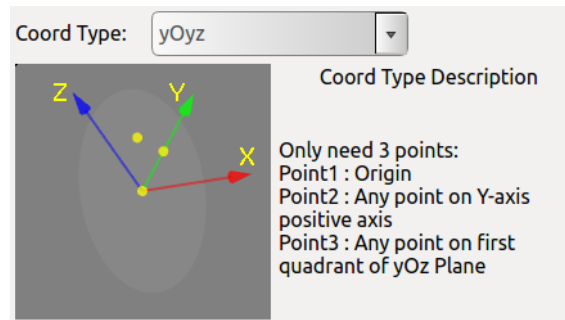 Coord Type: yOyz
Coord Type Description
Z Y
X
Only need 3 points:
Point1 : Origin
Point2 : Any point on Y-axis
positive axis
Point3 : Any point on first
quadrant of yOz Plane